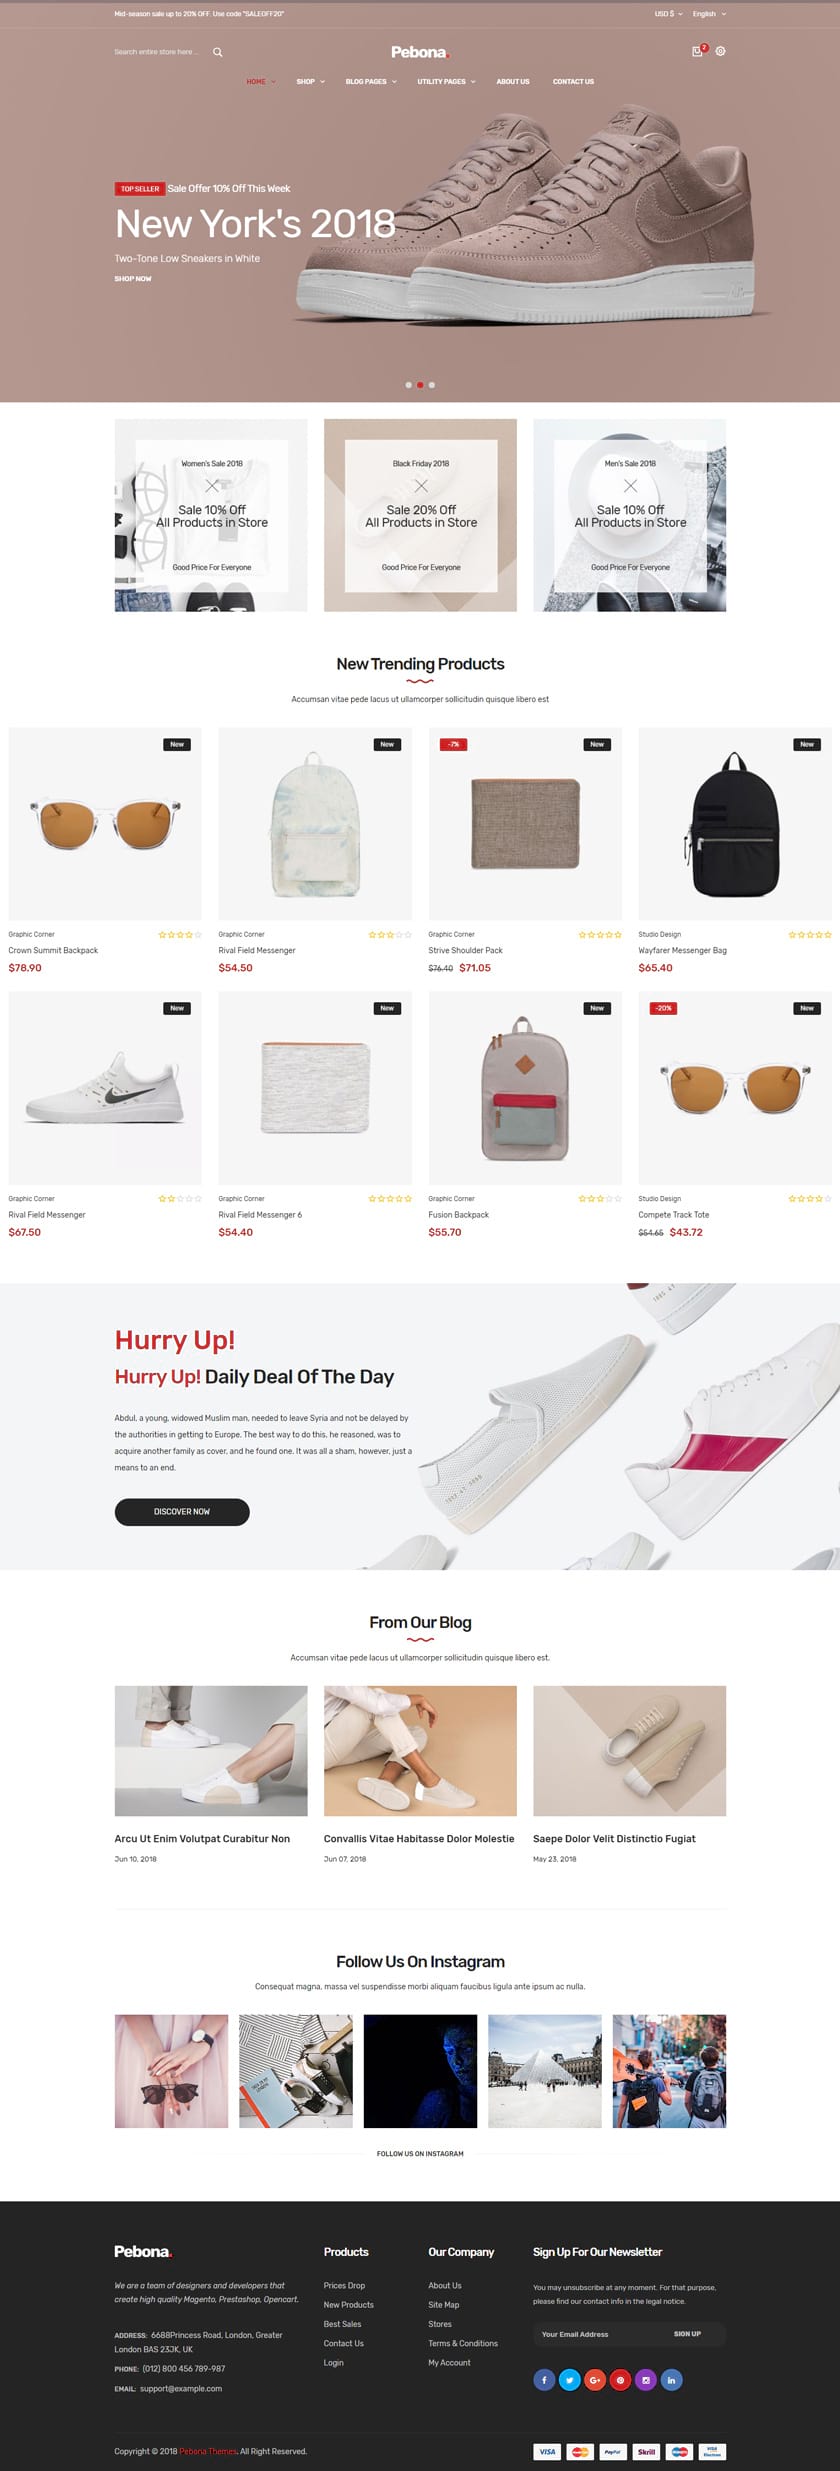 Mid-season sale up to 20% OFF. Use code "SALEOFF20"
USD $ English
Search entire store here ...
Pebona.
2
HOME SHOP BLOG PAGES UTILITY PAGES ABOUT US CONTACT US
TOP SELLER Sale Offer 10% Off This Week
New York's 2018
Two-Tone Low Sneakers in White
SHOP NOW
Women's Sale 2018
Sale 10% Off
All Products in Store
Good Price For Everyone
Black Friday 2018
Sale 20% Off
All Products in Store
Good Price For Everyone
Men's Sale 2018
Sale 10% Off
All Products in Store
Good Price For Everyone
New Trending Products
Accumsan vitae pede lacus ut ullamcorper sollicitudin quisque libero est
New
Graphic Corner
Crown Summit Backpack
$78.90
New
Graphic Corner
Rival Field Messenger
$54.50
-7% New
Graphic Corner
Strive Shoulder Pack
$76.40 $71.05
New
Studio Design
Wayfarer Messenger Bag
$65.40
New
Graphic Corner
Rival Field Messenger
$67.50
New
Graphic Corner
Rival Field Messenger 6
$54.40
New
Graphic Corner
Fusion Backpack
$55.70
-20% New
Studio Design
Compete Track Tote
$54.65 $43.72
Hurry Up!
Hurry Up! Daily Deal Of The Day
Abdul, a young, widowed Muslim man, needed to leave Syria and not be delayed by
the authorities in getting to Europe. The best way to do this, he reasoned, was to
acquire another family as cover, and he found one. It was all a sham, however, just a
means to an end.
DISCOVER NOW
From Our Blog
Accumsan vitae pede lacus ut ullamcorper sollicitudin quisque libero est.
Arcu Ut Enim Volutpat Curabitur Non
Jun 10, 2018
Convallis Vitae Habitasse Dolor Molestie
Jun 07, 2018
Saepe Dolor Velit Distinctio Fugiat
May 23, 2018
Follow Us On Instagram
Consequat magna, massa vel suspendisse morbi aliquam faucibus ligula ante ipsum ac nulla.
FOLLOW US ON INSTAGRAM
Pebona.
We are a team of designers and developers that
create high quality Magento, Prestashop, Opencart.
ADDRESS: 6688Princess Road, London, Greater
London BAS 23JK, UK
PHONE: (012) 800 456 789-987
EMAIL: support@example.com
Products
Prices Drop
New Products
Best Sales
Contact Us
Login
Our Company
About Us
Site Map
Stores
Terms & Conditions
My Account
Sign Up For Our Newsletter
You may unsubscribe at any moment. For that purpose,
please find our contact info in the legal notice.
Your Email Address SIGN UP
Copyright © 2018 Pebona Themes. All Right Reserved.
VISA PayPal Skrill VISA Electron